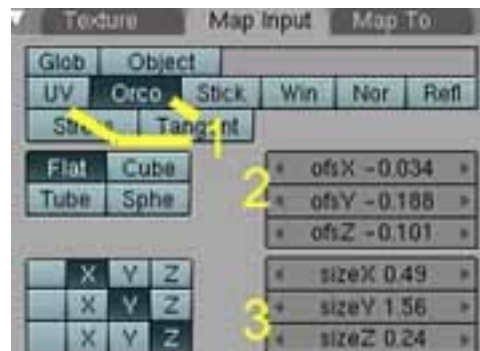 Texture Map Input Map To
Glob Object
UV Orco Stick Win Nor Refl
Stress Tangent
1
Flat Cube
Tube Sphe
2
ofsX -0.034
ofsY -0.188
ofsZ -0.101
X Y Z
X Y Z
X Y Z
3
sizeX 0.49
sizeY 1.56
sizeZ 0.24